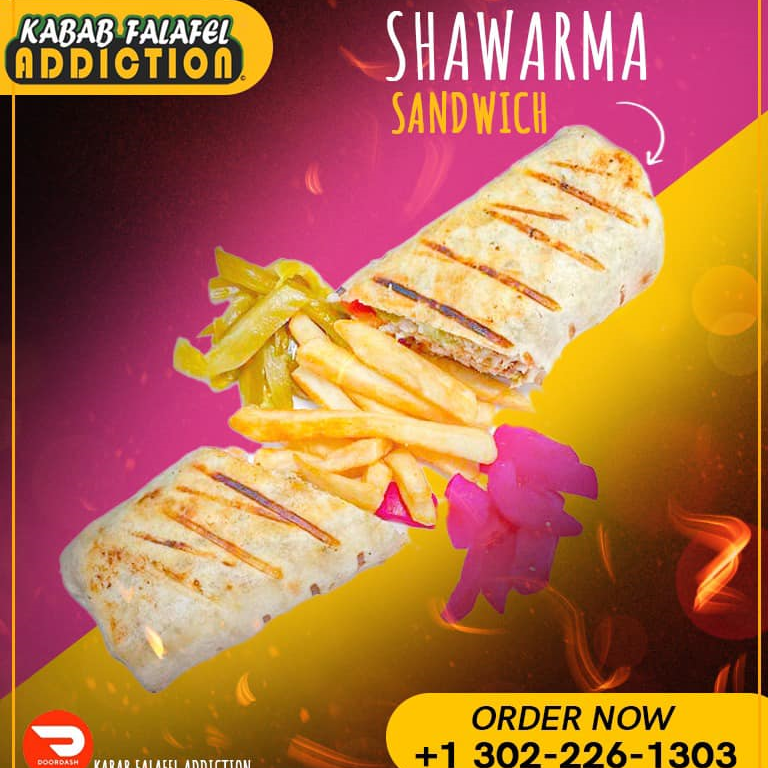 KABAB FALAFEL
ADDICTION
SHAWARMA
SANDWICH
ORDER NOW
+1 302-226-1303
DOORDASH
KABAB FALAFEL ADDICTION